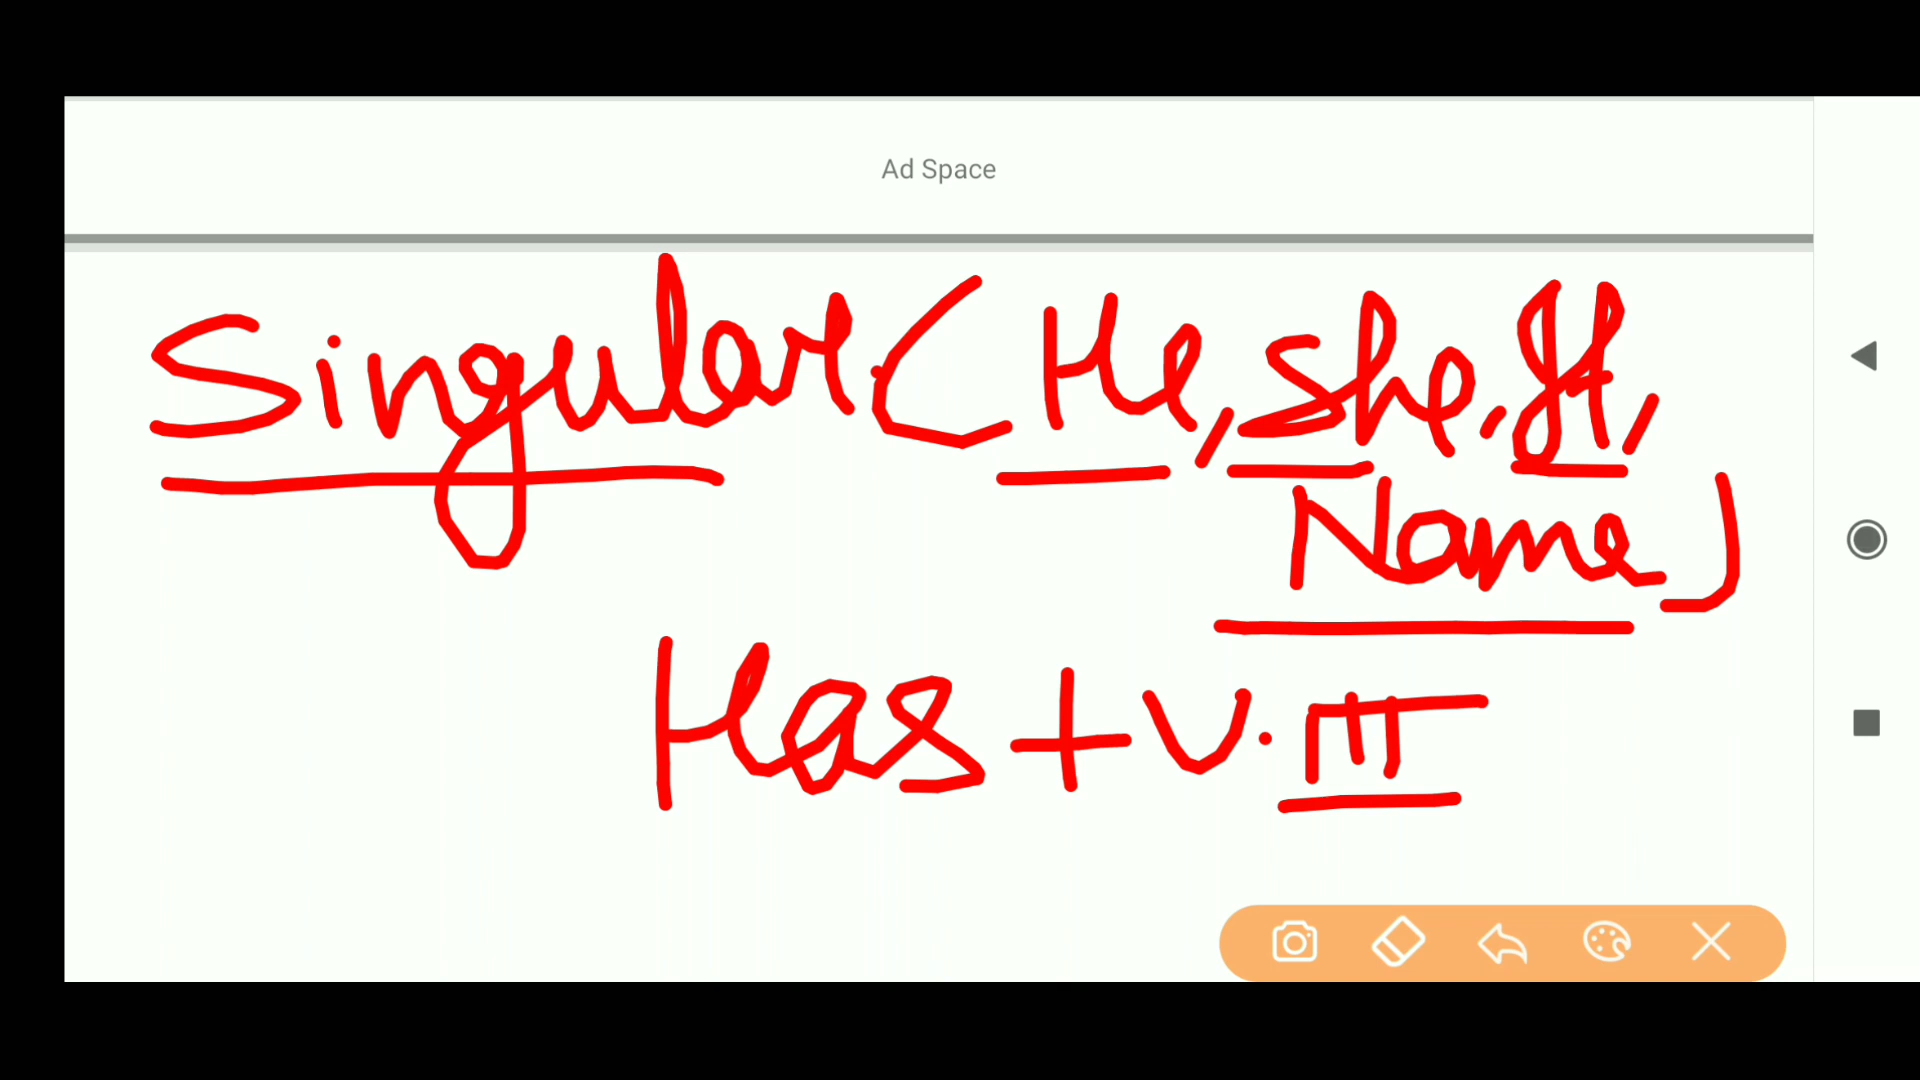 Ad Space
Singular (He, She, It,
Name)
Has + V. III